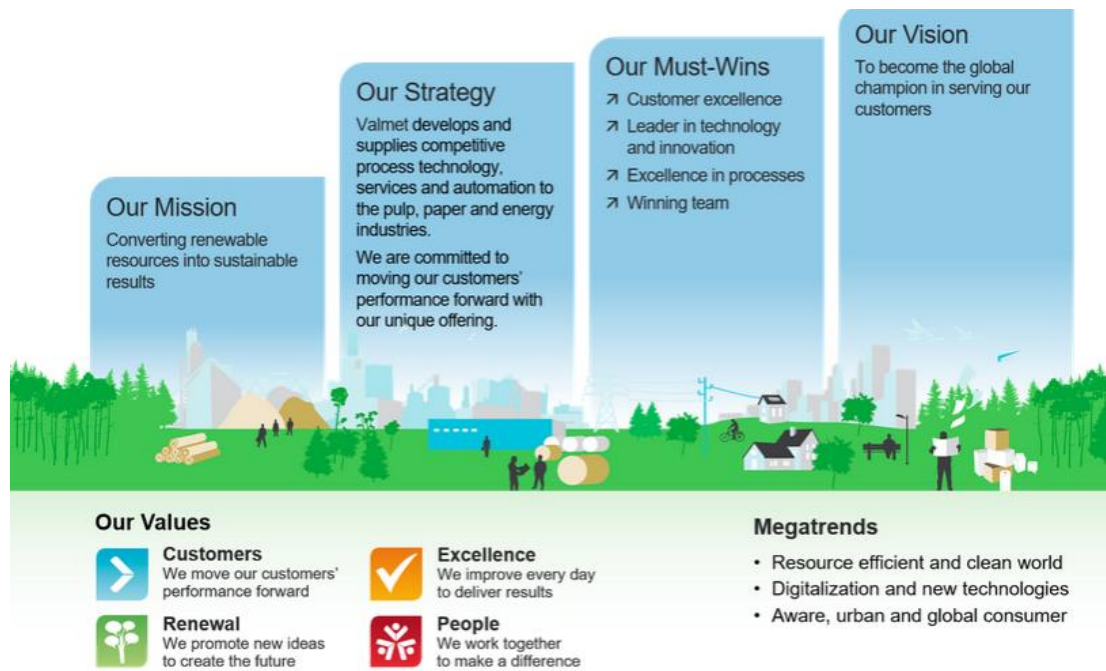 Our Mission
Converting renewable
resources into sustainable
results
Our Strategy
Valmet develops and
supplies competitive
process technology,
services and automation to
the pulp, paper and energy
industries.
We are committed to
moving our customers'
performance forward with
our unique offering.
Our Must-Wins
Customer excellence
Leader in technology
and innovation
Excellence in processes
Winning team
Our Vision
To become the global
champion in serving our
customers
Our Values
Customers
We move our customers'
performance forward
Renewal
We promote new ideas
to create the future
Excellence
We improve every day
to deliver results
People
We work together
to make a difference
Megatrends
• Resource efficient and clean world
• Digitalization and new technologies
• Aware, urban and global consumer